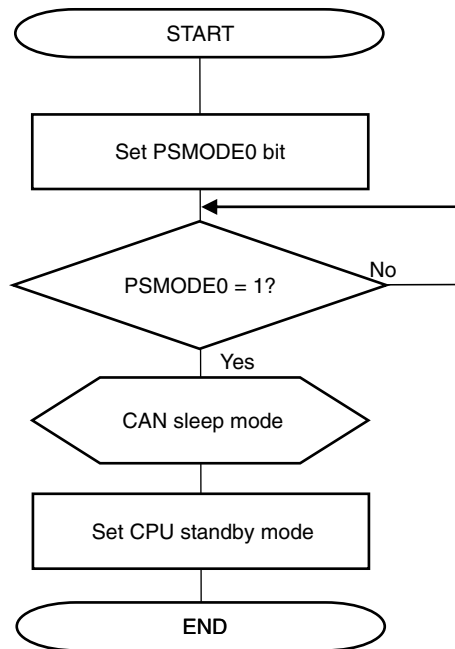 START
Set PSMODE0 bit
PSMODE0 = 1?
No
Yes
CAN sleep mode
Set CPU standby mode
END